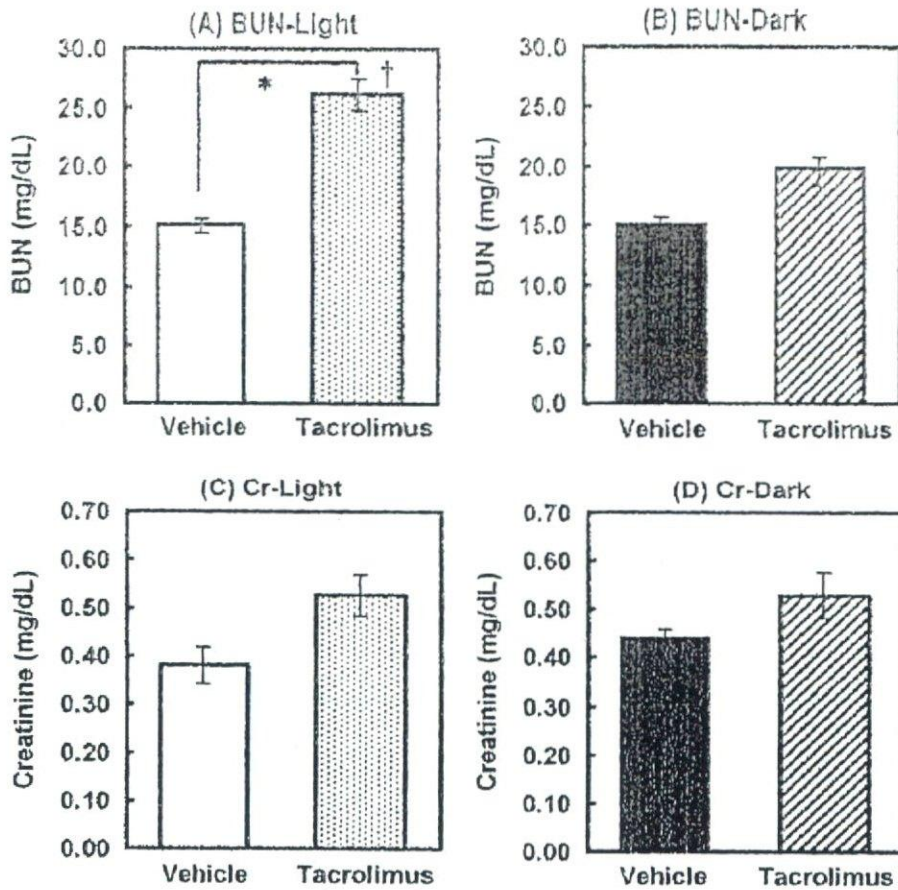 (A) BUN-Light
BUN (mg/dL)
30.0
25.0
20.0
15.0
10.0
5.0
0.0
*
†
Vehicle Tacrolimus
(B) BUN-Dark
BUN (mg/dL)
30.0
25.0
20.0
15.0
10.0
5.0
0.0
Vehicle Tacrolimus
(C) Cr-Light
Creatinine (mg/dL)
0.70
0.60
0.50
0.40
0.30
0.20
0.10
0.00
Vehicle Tacrolimus
(D) Cr-Dark
Creatinine (mg/dL)
0.70
0.60
0.50
0.40
0.30
0.20
0.10
0.00
Vehicle Tacrolimus